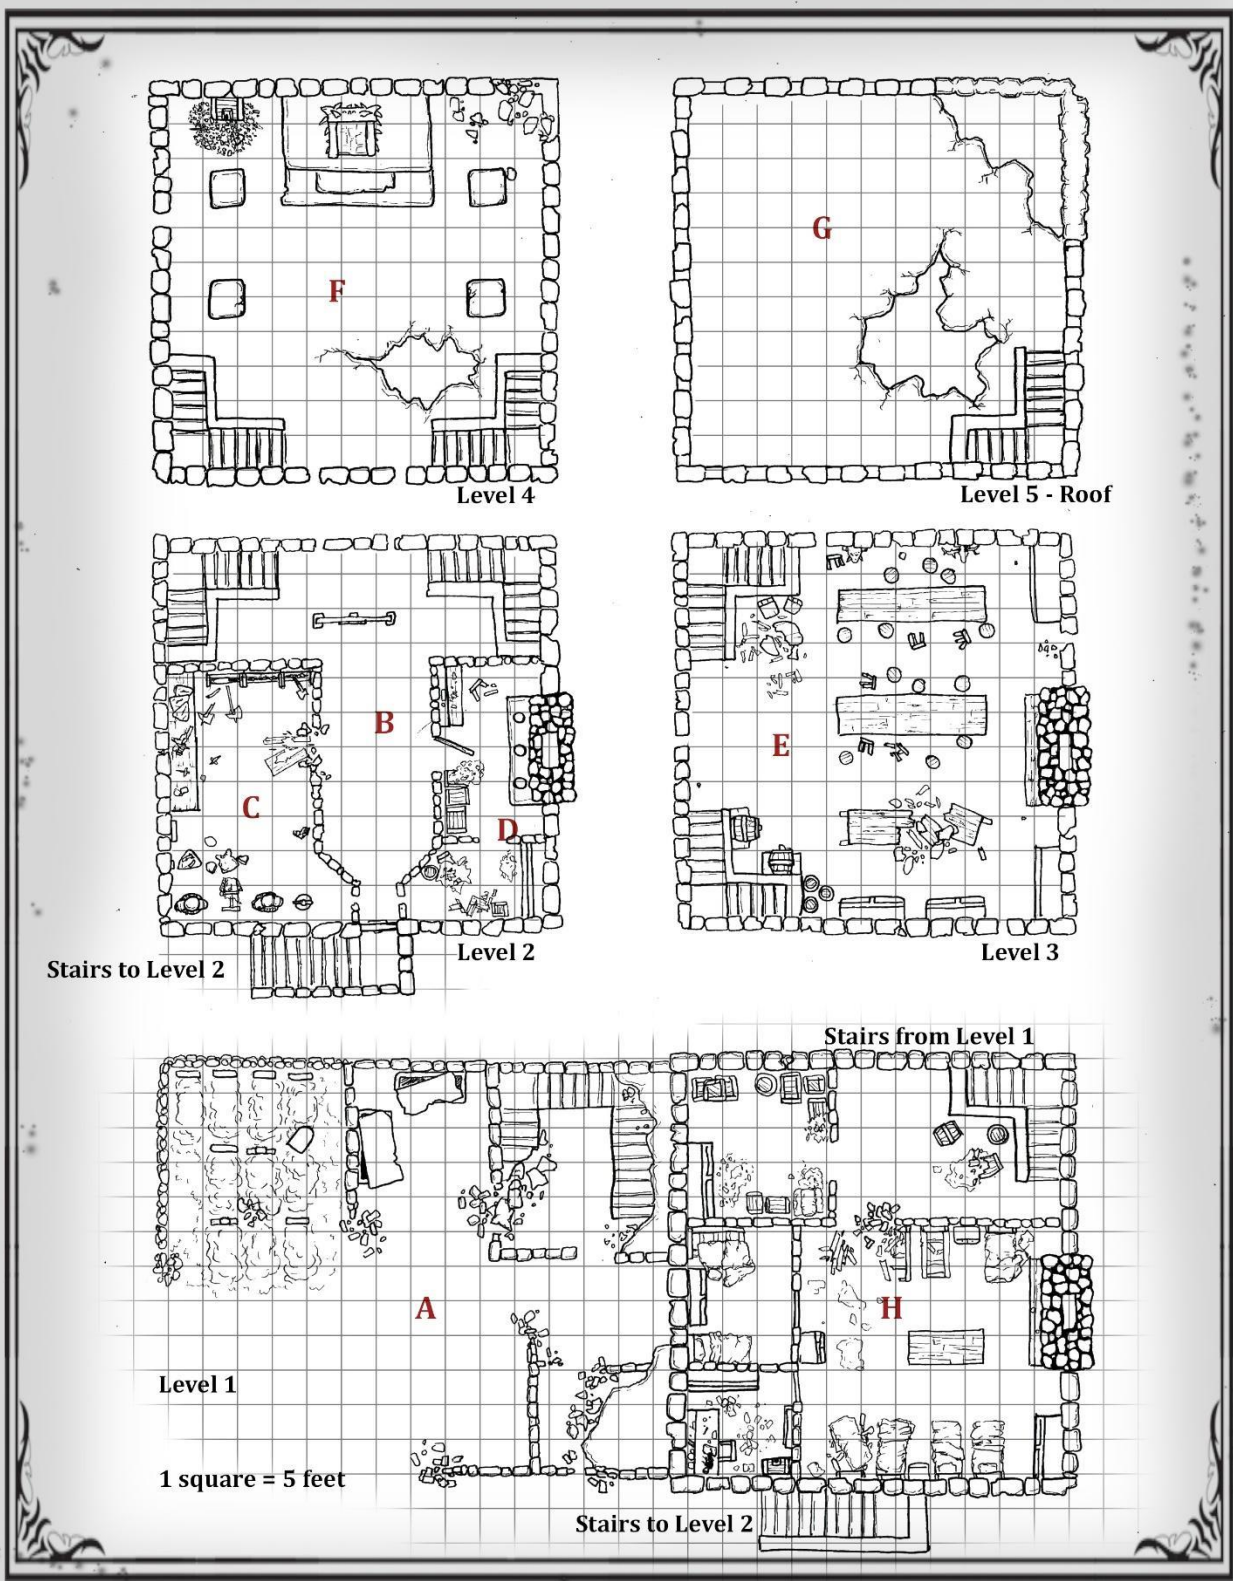 F
G
Level 4
Level 5 - Roof
B
C
D
E
Stairs to Level 2
Level 2
Level 3
Stairs from Level 1
A
H
Level 1
1 square = 5 feet
Stairs to Level 2